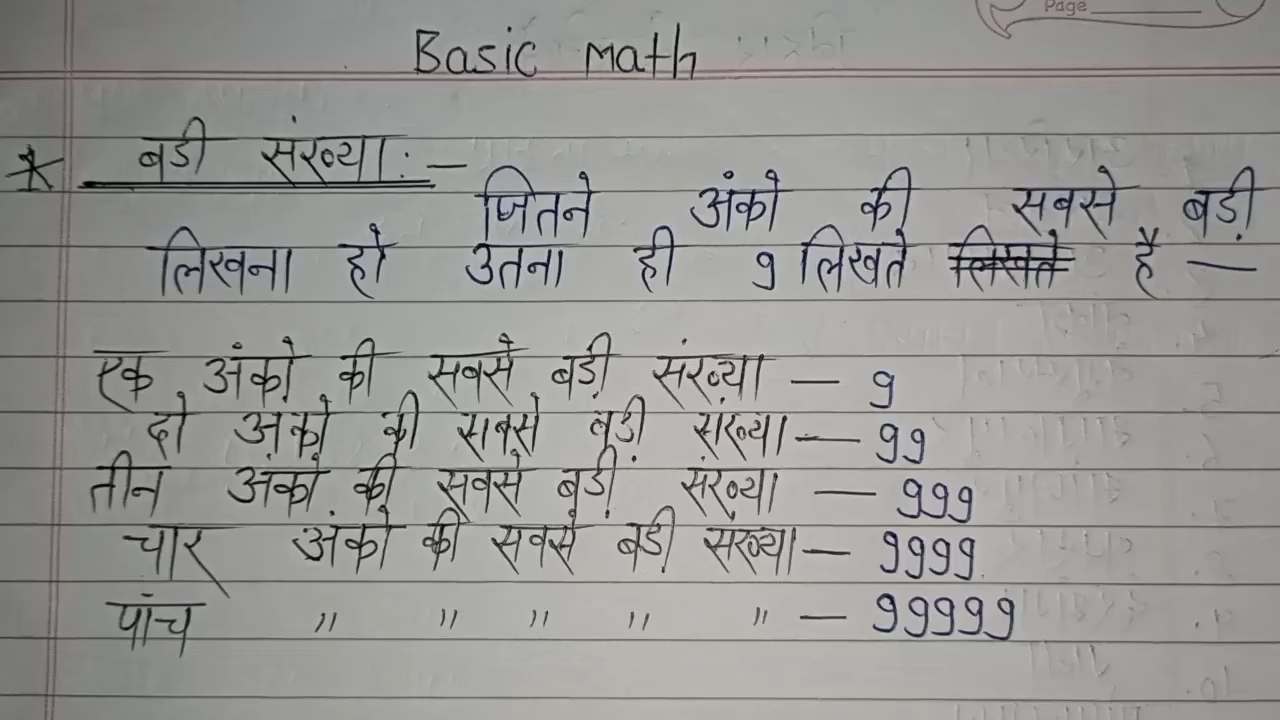 Page
Basic math
* बडी संख्या :—
जितने अंको की सबसे बड़ी
लिखना हो उतना ही 9 लिखते लिखते है —
एक अंको की सबसे बड़ी संख्या — 9
दो अंको की सबसे बड़ी संख्या — 99
तीन अंको की सबसे बड़ी संख्या — 999
चार अंको की सबसे बड़ी संख्या — 9999
पांच " " " " " — 99999